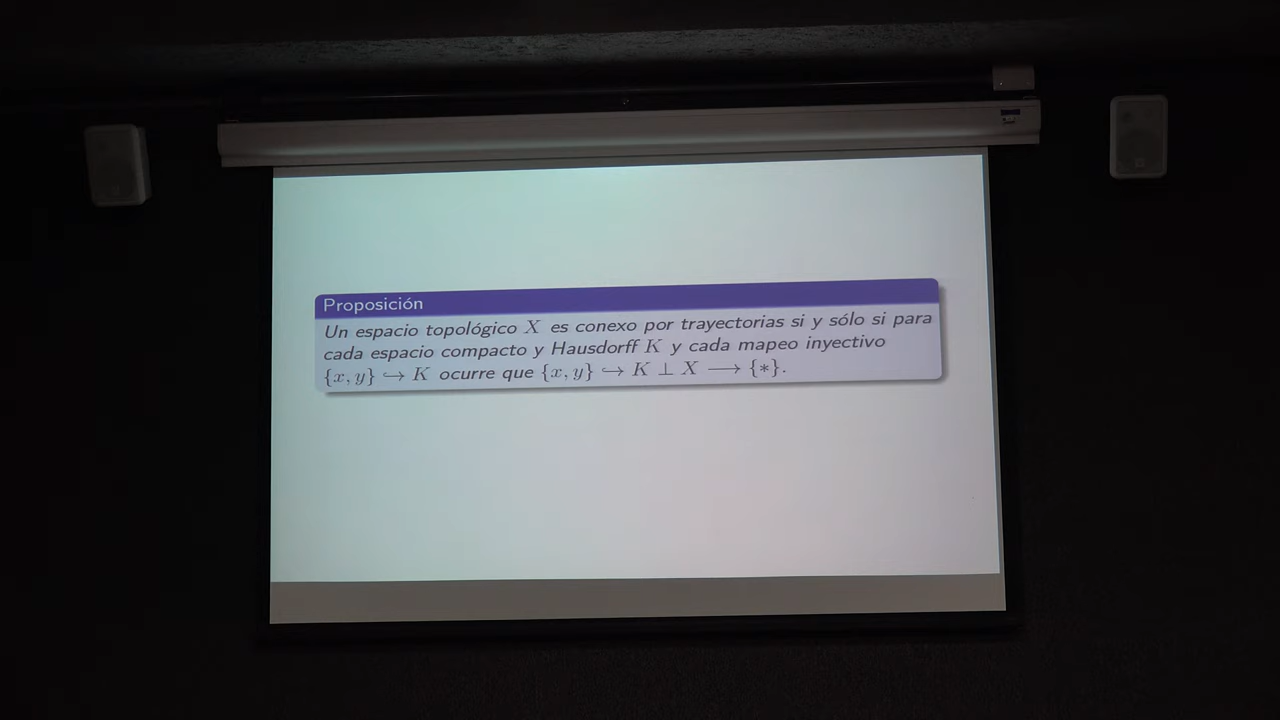 Proposición
Un espacio topológico X es conexo por trayectorias si y sólo si para
cada espacio compacto y Hausdorff K y cada mapeo inyectivo
{x, y} ↪ K ocurre que {x, y} ↪ K ⊥ X ⟶ {*}.